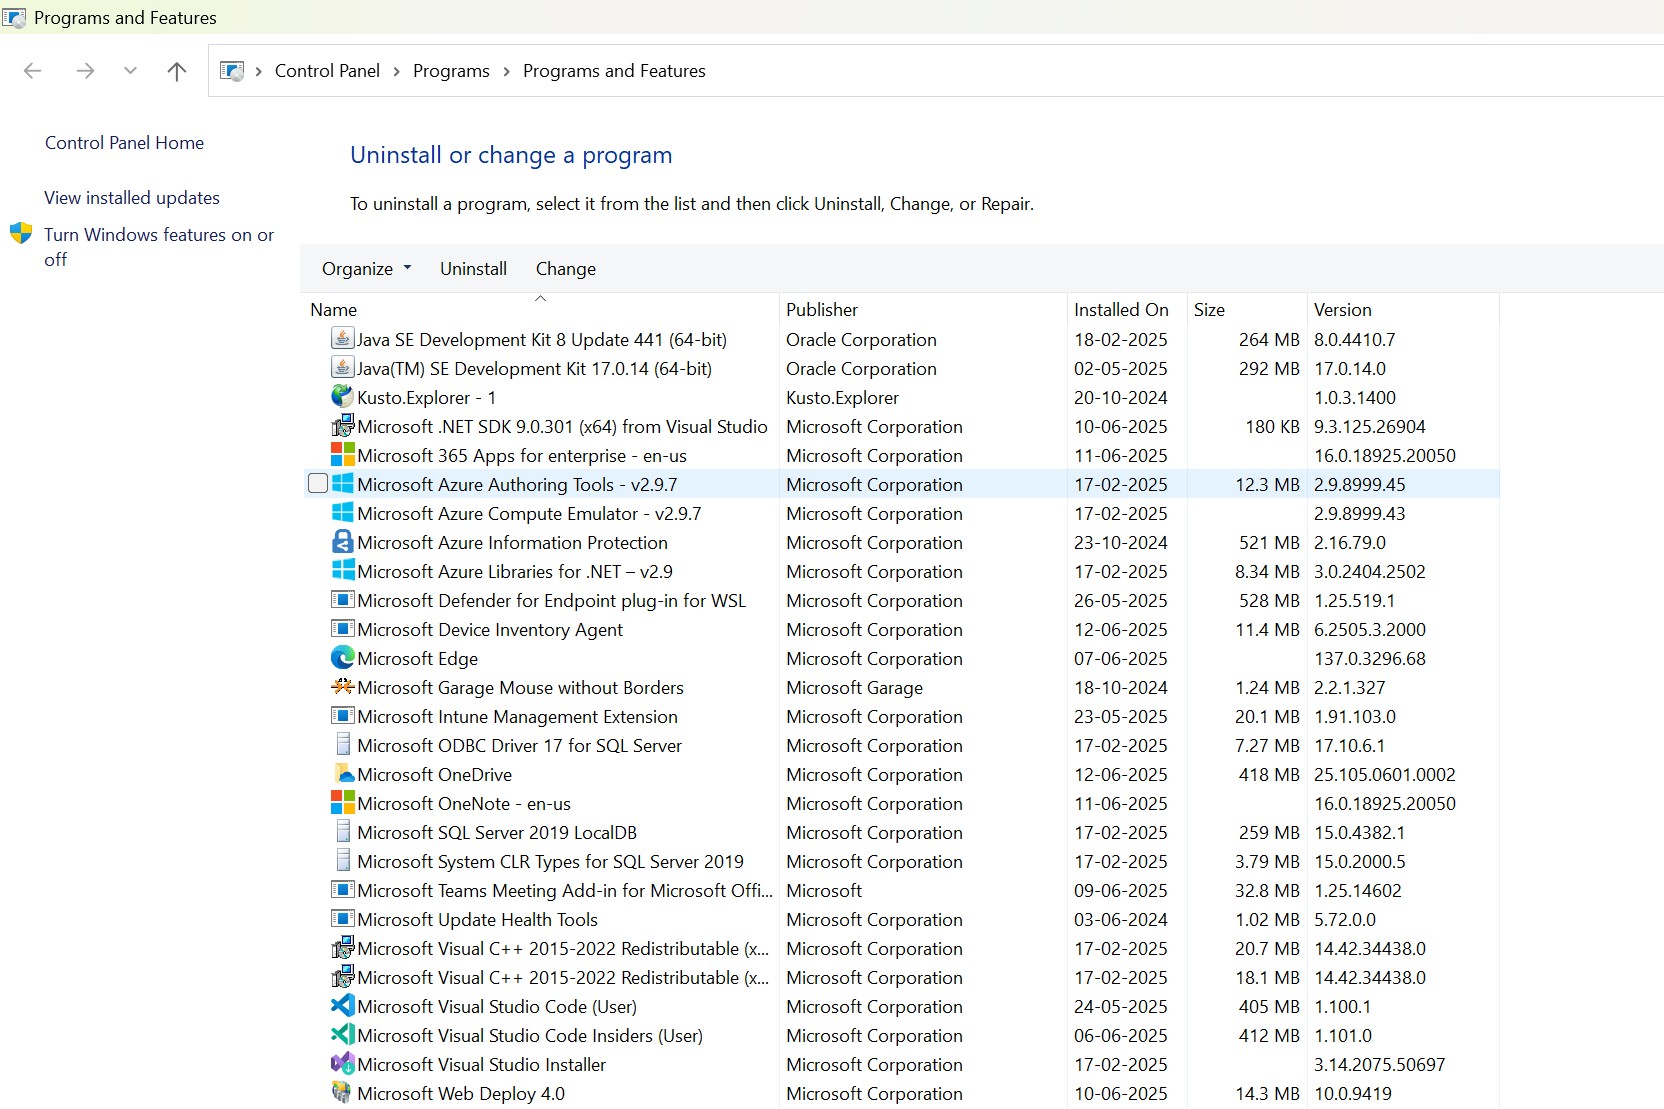 Programs and Features
Control Panel > Programs > Programs and Features
Control Panel Home
View installed updates
Turn Windows features on or
off
Uninstall or change a program
To uninstall a program, select it from the list and then click Uninstall, Change, or Repair.
Organize Uninstall Change
Name Publisher Installed On Size Version
Java SE Development Kit 8 Update 441 (64-bit) Oracle Corporation 18-02-2025 264 MB 8.0.4410.7
Java(TM) SE Development Kit 17.0.14 (64-bit) Oracle Corporation 02-05-2025 292 MB 17.0.14.0
Kusto.Explorer - 1 Kusto.Explorer 20-10-2024 1.0.3.1400
Microsoft .NET SDK 9.0.301 (x64) from Visual Studio Microsoft Corporation 10-06-2025 180 KB 9.3.125.26904
Microsoft 365 Apps for enterprise - en-us Microsoft Corporation 11-06-2025 16.0.18925.20050
Microsoft Azure Authoring Tools - v2.9.7 Microsoft Corporation 17-02-2025 12.3 MB 2.9.8999.45
Microsoft Azure Compute Emulator - v2.9.7 Microsoft Corporation 17-02-2025 2.9.8999.43
Microsoft Azure Information Protection Microsoft Corporation 23-10-2024 521 MB 2.16.79.0
Microsoft Azure Libraries for .NET – v2.9 Microsoft Corporation 17-02-2025 8.34 MB 3.0.2404.2502
Microsoft Defender for Endpoint plug-in for WSL Microsoft Corporation 26-05-2025 528 MB 1.25.519.1
Microsoft Device Inventory Agent Microsoft Corporation 12-06-2025 11.4 MB 6.2505.3.2000
Microsoft Edge Microsoft Corporation 07-06-2025 137.0.3296.68
Microsoft Garage Mouse without Borders Microsoft Garage 18-10-2024 1.24 MB 2.2.1.327
Microsoft Intune Management Extension Microsoft Corporation 23-05-2025 20.1 MB 1.91.103.0
Microsoft ODBC Driver 17 for SQL Server Microsoft Corporation 17-02-2025 7.27 MB 17.10.6.1
Microsoft OneDrive Microsoft Corporation 12-06-2025 418 MB 25.105.0601.0002
Microsoft OneNote - en-us Microsoft Corporation 11-06-2025 16.0.18925.20050
Microsoft SQL Server 2019 LocalDB Microsoft Corporation 17-02-2025 259 MB 15.0.4382.1
Microsoft System CLR Types for SQL Server 2019 Microsoft Corporation 17-02-2025 3.79 MB 15.0.2000.5
Microsoft Teams Meeting Add-in for Microsoft Offi... Microsoft 09-06-2025 32.8 MB 1.25.14602
Microsoft Update Health Tools Microsoft Corporation 03-06-2024 1.02 MB 5.72.0.0
Microsoft Visual C++ 2015-2022 Redistributable (x... Microsoft Corporation 17-02-2025 20.7 MB 14.42.34438.0
Microsoft Visual C++ 2015-2022 Redistributable (x... Microsoft Corporation 17-02-2025 18.1 MB 14.42.34438.0
Microsoft Visual Studio Code (User) Microsoft Corporation 24-05-2025 405 MB 1.100.1
Microsoft Visual Studio Code Insiders (User) Microsoft Corporation 06-06-2025 412 MB 1.101.0
Microsoft Visual Studio Installer Microsoft Corporation 17-02-2025 3.14.2075.50697
Microsoft Web Deploy 4.0 Microsoft Corporation 10-06-2025 14.3 MB 10.0.9419